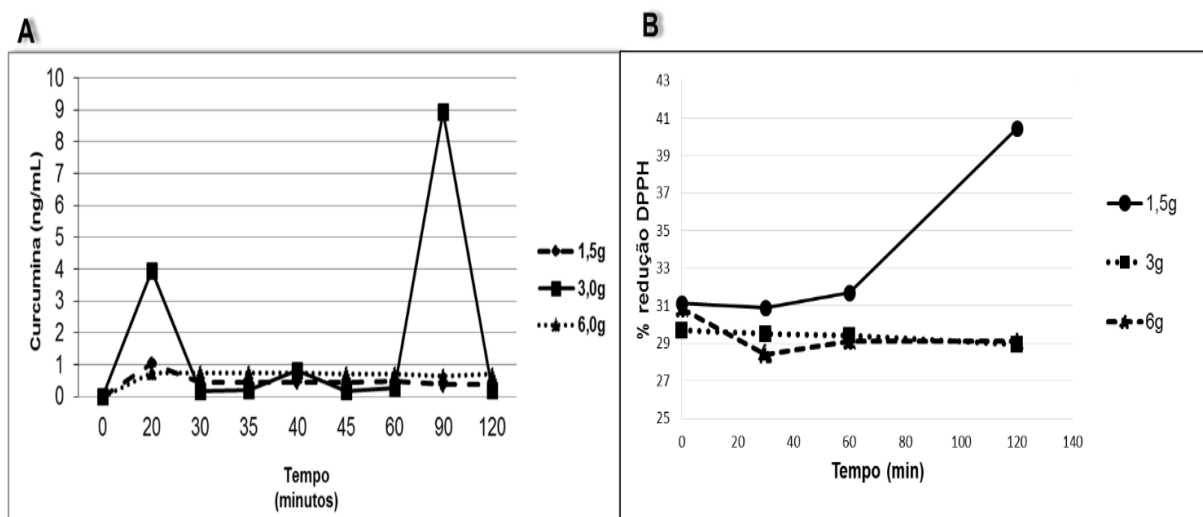 A
Curcumina (ng/mL)
10
9
8
7
6
5
4
3
2
1
0
0 20 30 35 40 45 60 90 120
Tempo
(minutos)
1,5g
3,0g
6,0g
B
% redução DPPH
43
41
39
37
35
33
31
29
27
25
0 20 40 60 80 100 120 140
Tempo (min)
1,5g
3g
6g